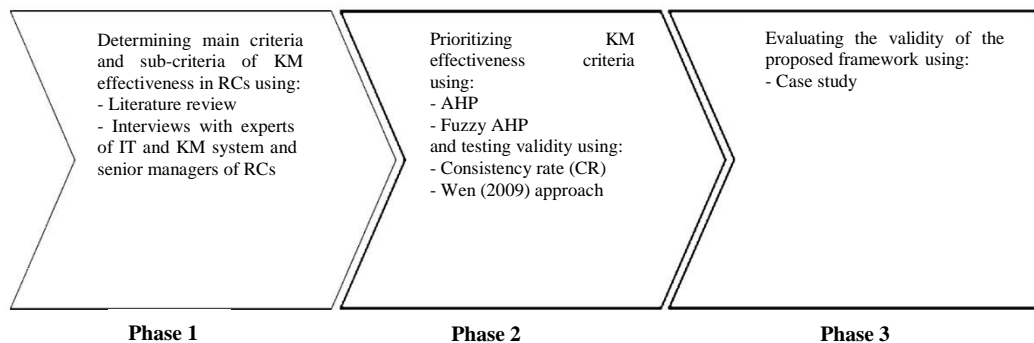 Determining main criteria
and sub-criteria of KM
effectiveness in RCs using:
- Literature review
- Interviews with experts
of IT and KM system and
senior managers of RCs
Prioritizing KM
effectiveness criteria
using:
- AHP
- Fuzzy AHP
and testing validity using:
- Consistency rate (CR)
- Wen (2009) approach
Evaluating the validity of the
proposed framework using:
- Case study
Phase 1
Phase 2
Phase 3